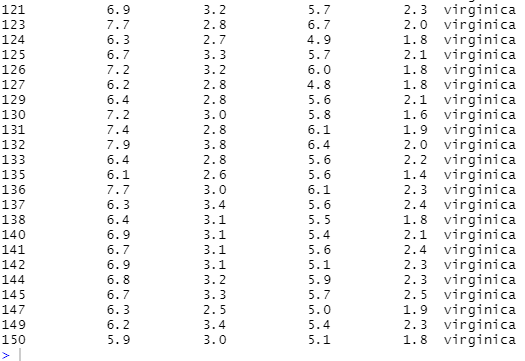 121 6.9 3.2 5.7 2.3 virginica
123 7.7 2.8 6.7 2.0 virginica
124 6.3 2.7 4.9 1.8 virginica
125 6.7 3.3 5.7 2.1 virginica
126 7.2 3.2 6.0 1.8 virginica
127 6.2 2.8 4.8 1.8 virginica
129 6.4 2.8 5.6 2.1 virginica
130 7.2 3.0 5.8 1.6 virginica
131 7.4 2.8 6.1 1.9 virginica
132 7.9 3.8 6.4 2.0 virginica
133 6.4 2.8 5.6 2.2 virginica
135 6.1 2.6 5.6 1.4 virginica
136 7.7 3.0 6.1 2.3 virginica
137 6.3 3.4 5.6 2.4 virginica
138 6.4 3.1 5.5 1.8 virginica
140 6.9 3.1 5.4 2.1 virginica
141 6.7 3.1 5.6 2.4 virginica
142 6.9 3.1 5.1 2.3 virginica
144 6.8 3.2 5.9 2.3 virginica
145 6.7 3.3 5.7 2.5 virginica
147 6.3 2.5 5.0 1.9 virginica
149 6.2 3.4 5.4 2.3 virginica
150 5.9 3.0 5.1 1.8 virginica
>